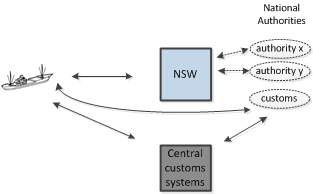 National
Authorities
authority x
NSW
authority y
customs
Central
customs
systems